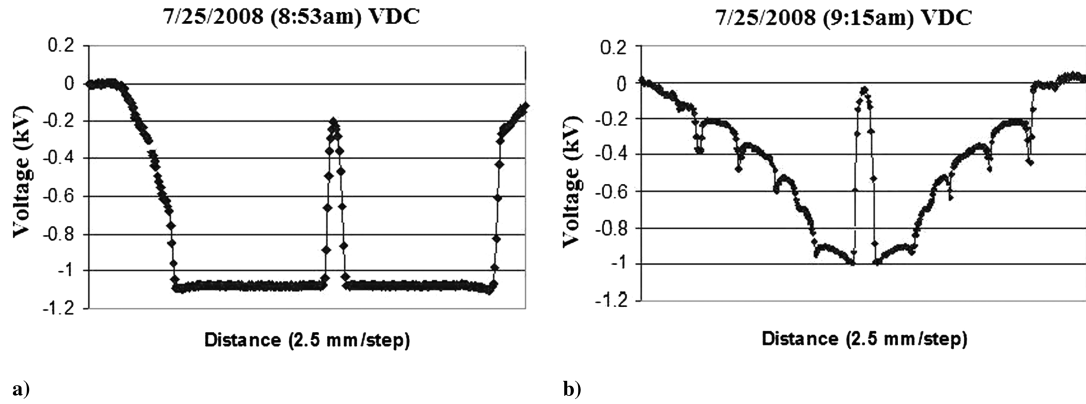 7/25/2008 (8:53am) VDC
0.2
0
-0.2
-0.4
-0.6
-0.8
-1
-1.2
Voltage (kV)
Distance (2.5 mm/step)
a)
7/25/2008 (9:15am) VDC
0.2
0
-0.2
-0.4
-0.6
-0.8
-1
-1.2
Voltage (kV)
Distance (2.5 mm/step)
b)